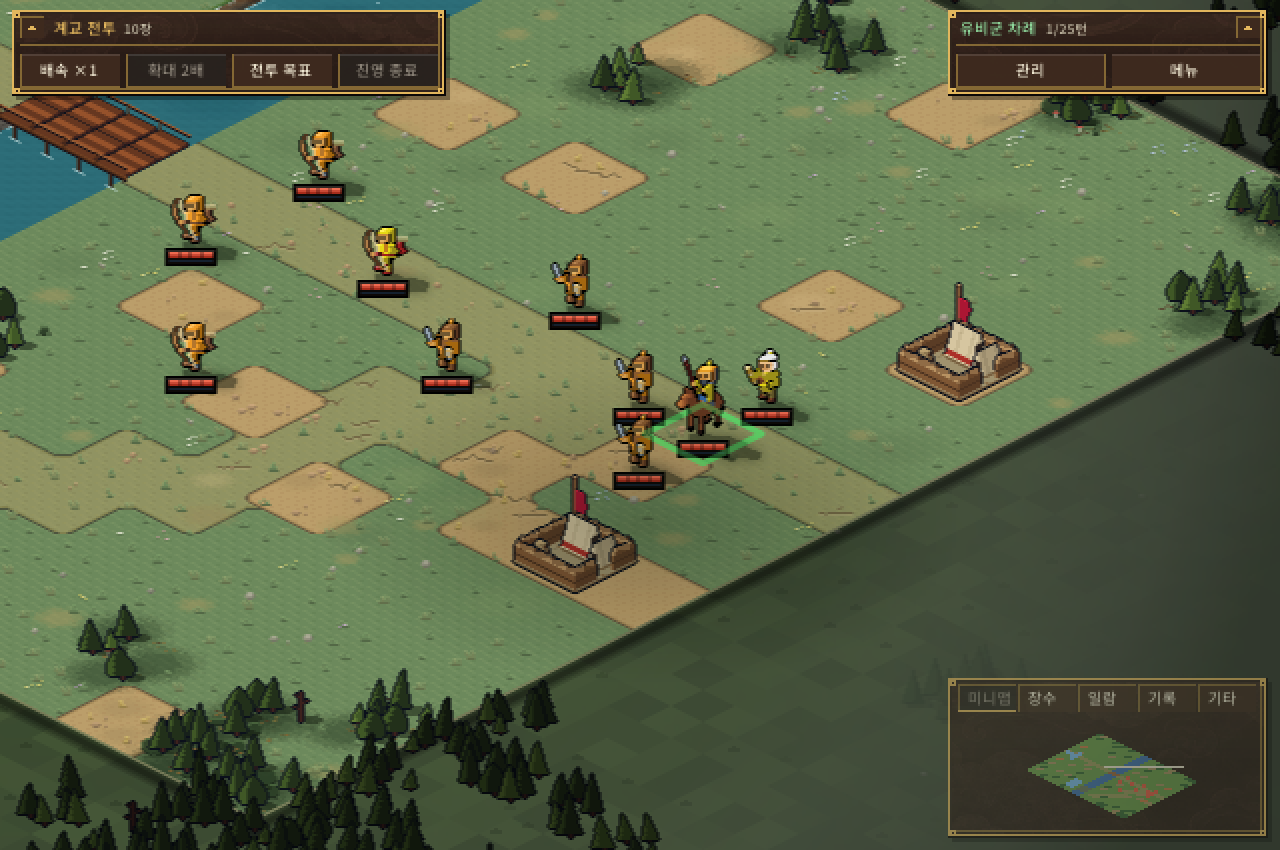 계교 전투 10장
배속 ×1 확대 2배 전투 목표 진영 종료
유비군 차례 1/25턴
관리 메뉴
미니맵 장수 일람 기록 기타